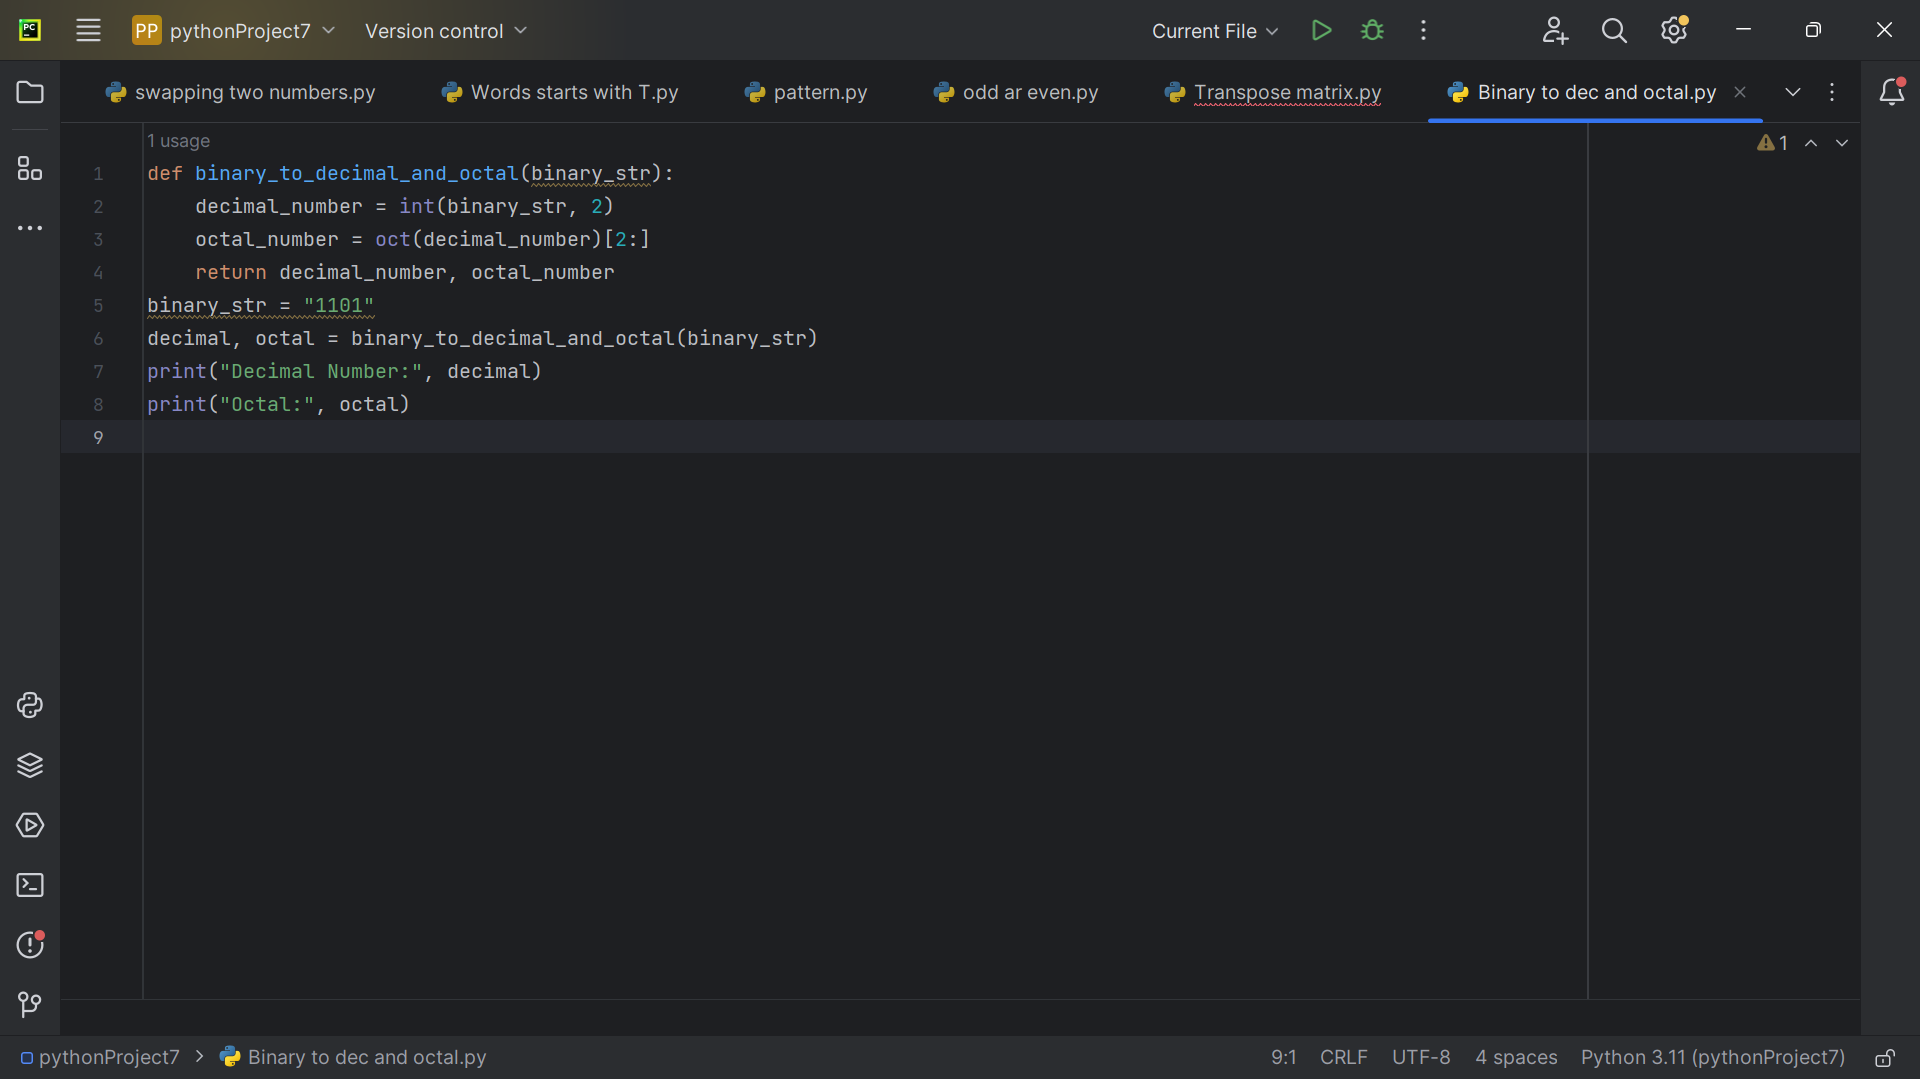 PC
PP pythonProject7 Version control Current File
swapping two numbers.py Words starts with T.py pattern.py odd ar even.py Transpose matrix.py Binary to dec and octal.py
1 usage 1
1 def binary_to_decimal_and_octal(binary_str):
2     decimal_number = int(binary_str, 2)
3     octal_number = oct(decimal_number)[2:]
4     return decimal_number, octal_number
5 binary_str = "1101"
6 decimal, octal = binary_to_decimal_and_octal(binary_str)
7 print("Decimal Number:", decimal)
8 print("Octal:", octal)
9
pythonProject7 > Binary to dec and octal.py 9:1 CRLF UTF-8 4 spaces Python 3.11 (pythonProject7)